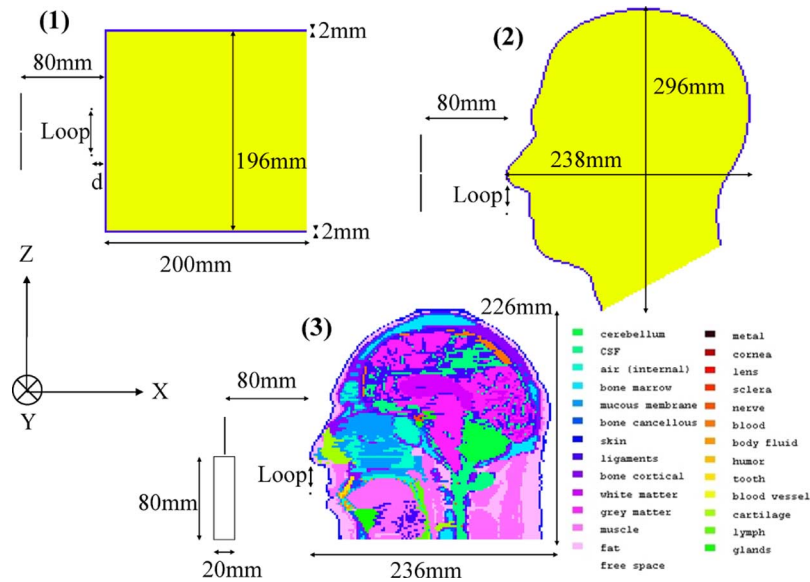 (1)
2mm
80mm
Loop
d
196mm
2mm
200mm
(2)
296mm
80mm
238mm
Loop
Z
X
Y
(3)
226mm
80mm
Loop
80mm
20mm
236mm
cerebellum
CSF
air (internal)
bone marrow
mucous membrane
bone cancellous
skin
ligaments
bone cortical
white matter
grey matter
muscle
fat
free space
metal
cornea
lens
sclera
nerve
blood
body fluid
humor
tooth
blood vessel
cartilage
lymph
glands